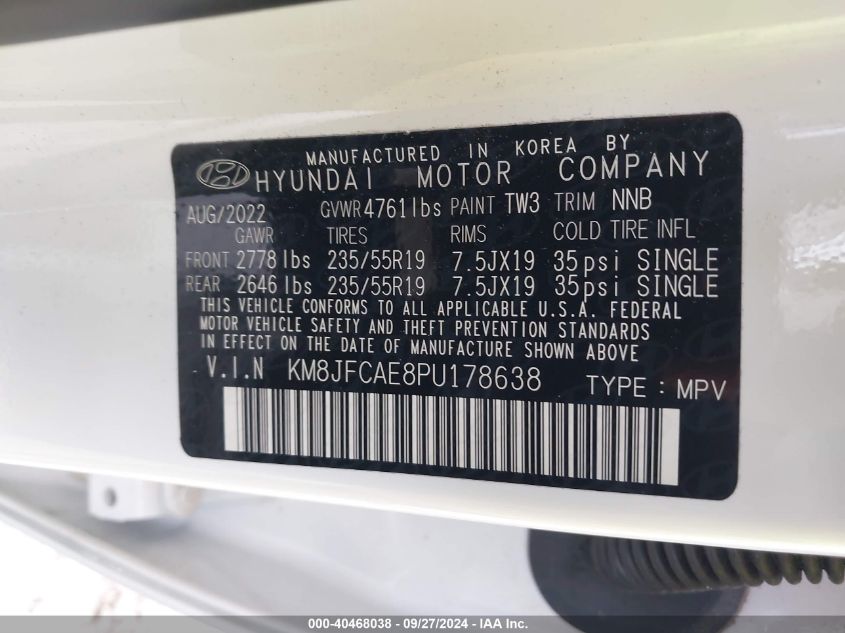 MANUFACTURED IN KOREA BY
HYUNDAI MOTOR COMPANY
AUG/2022 GVWR 4761lbs PAINT TW3 TRIM NNB
GAWR TIRES RIMS COLD TIRE INFL
FRONT 2778 lbs 235/55R19 7.5JX19 35psi SINGLE
REAR 2646 lbs 235/55R19 7.5JX19 35psi SINGLE
THIS VEHICLE CONFORMS TO ALL APPLICABLE U.S.A. FEDERAL
MOTOR VEHICLE SAFETY AND THEFT PREVENTION STANDARDS
IN EFFECT ON THE DATE OF MANUFACTURE SHOWN ABOVE
V.I.N KM8JFCAE8PU178638 TYPE : MPV
000-40468038 - 09/27/2024 - IAA Inc.